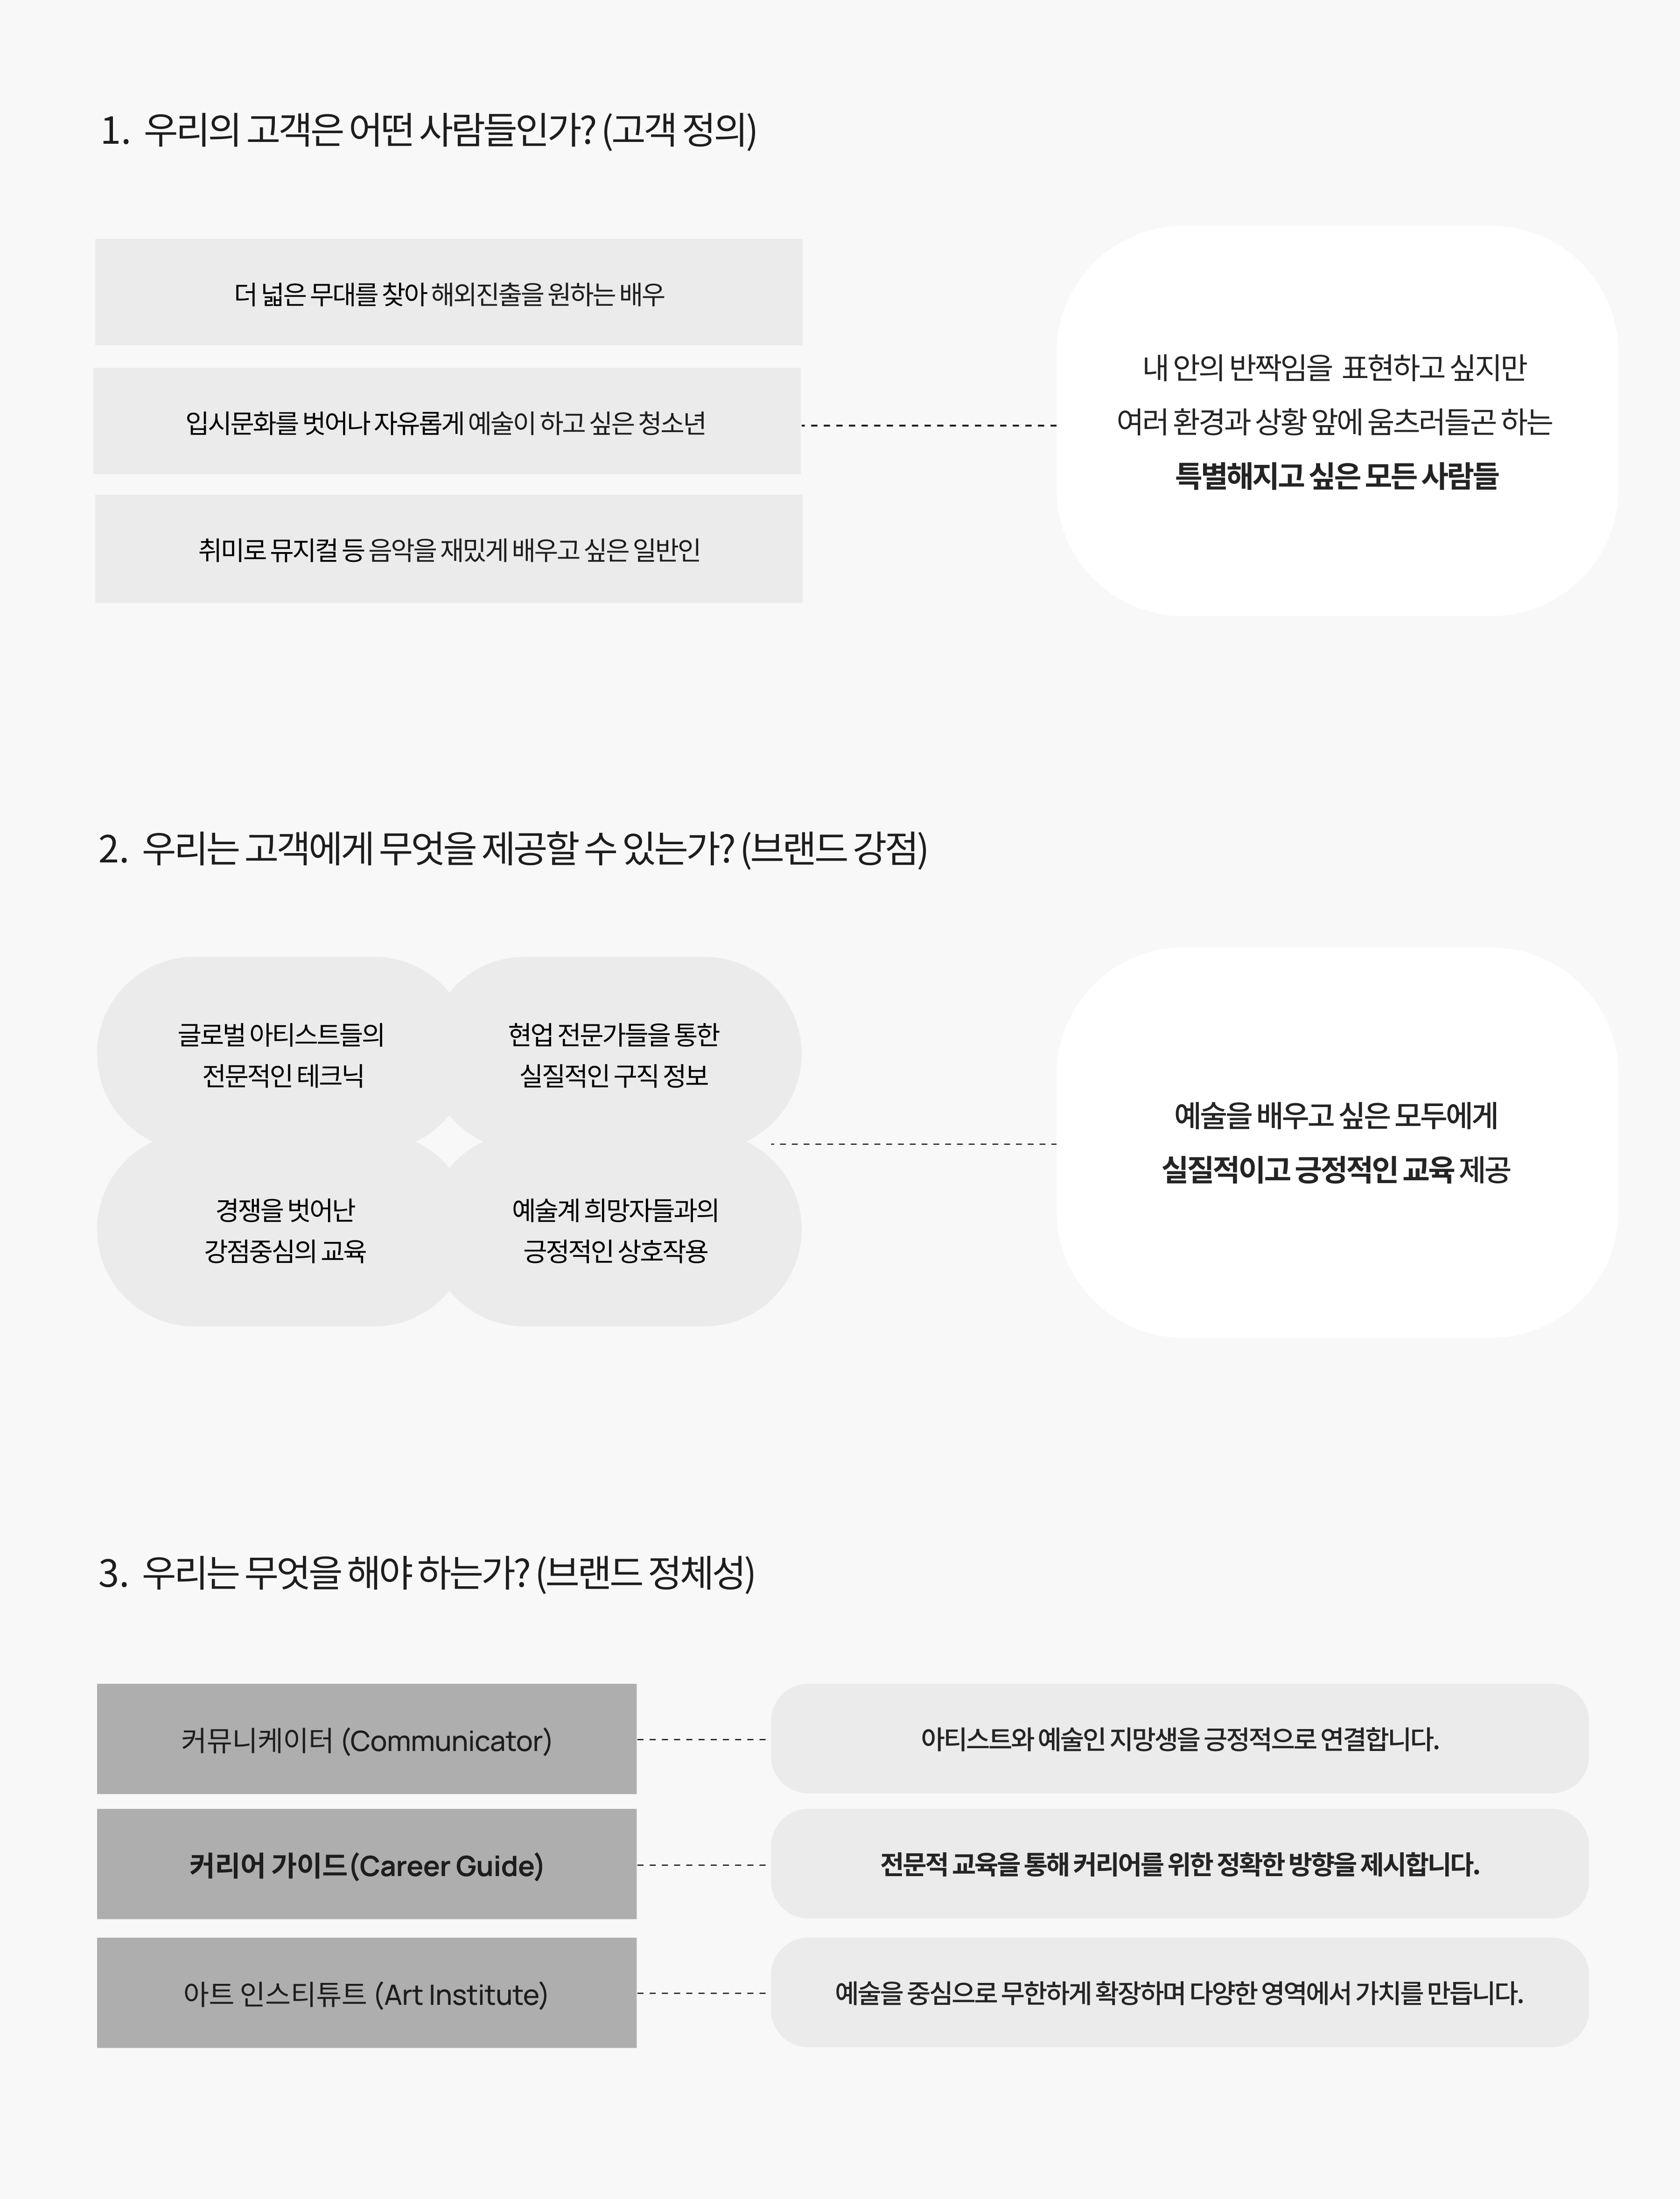 1. 우리의 고객은 어떤 사람들인가? (고객 정의)
더 넓은 무대를 찾아 해외진출을 원하는 배우
입시문화를 벗어나 자유롭게 예술이 하고 싶은 청소년
취미로 뮤지컬 등 음악을 재밌게 배우고 싶은 일반인
내 안의 반짝임을 표현하고 싶지만
여러 환경과 상황 앞에 움츠러들곤 하는
특별해지고 싶은 모든 사람들
2. 우리는 고객에게 무엇을 제공할 수 있는가? (브랜드 강점)
글로벌 아티스트들의
전문적인 테크닉
현업 전문가들을 통한
실질적인 구직 정보
경쟁을 벗어난
강점중심의 교육
예술계 희망자들과의
긍정적인 상호작용
예술을 배우고 싶은 모두에게
실질적이고 긍정적인 교육 제공
3. 우리는 무엇을 해야 하는가? (브랜드 정체성)
커뮤니케이터 (Communicator)
아티스트와 예술인 지망생을 긍정적으로 연결합니다.
커리어 가이드(Career Guide)
전문적 교육을 통해 커리어를 위한 정확한 방향을 제시합니다.
아트 인스티튜트 (Art Institute)
예술을 중심으로 무한하게 확장하며 다양한 영역에서 가치를 만듭니다.